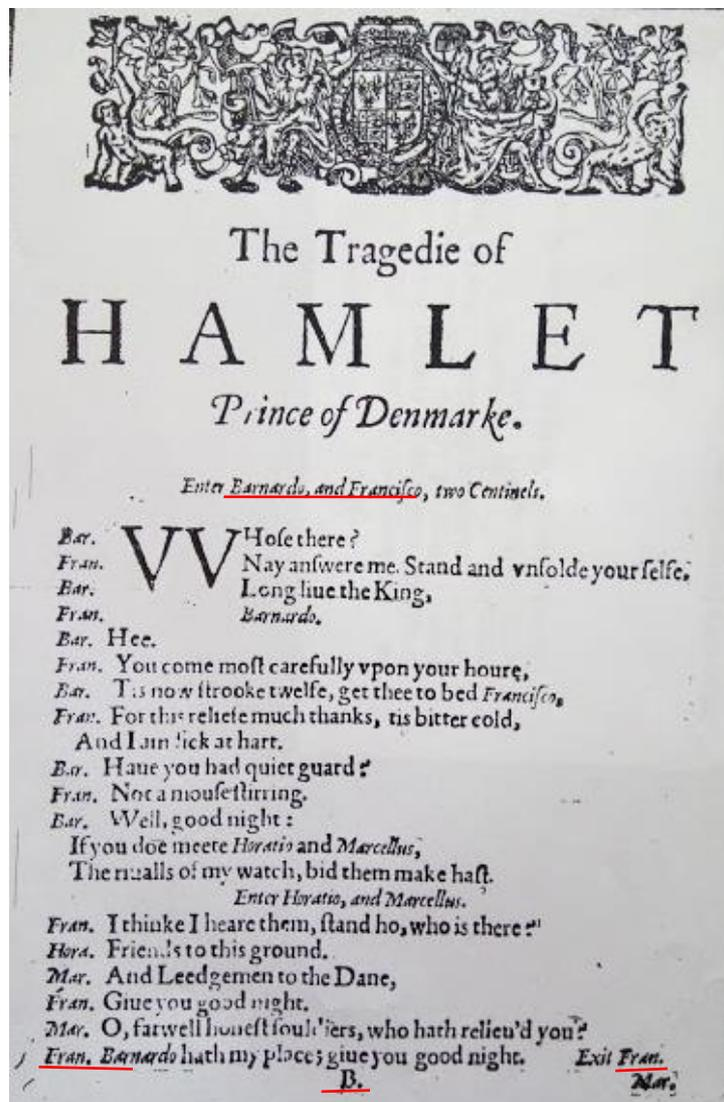 The Tragedie of
HAMLET
Prince of Denmarke.
Enter Barnardo, and Franciſco, two Centinels.
Bar. VVHoſe there?
Fran. Nay anſwere me. Stand and vnfolde your ſelfe.
Bar. Long liue the King,
Fran. Barnardo.
Bar. Hee.
Fran. You come moſt carefully vpon your houre,
Bar. Tis now ſtrooke twelfe, get thee to bed Franciſco,
Fran. For this reliefe much thanks, tis bitter cold,
And I am ſick at hart.
Bar. Haue you had quiet guard?
Fran. Not a mouſe ſtirring.
Bar. Well, good night:
If you doe meete Horatio and Marcellus,
The riualls of my watch, bid them make haſt.
Enter Horatio, and Marcellus.
Fran. I thinke I heare them, ſtand ho, who is there?
Hora. Friends to this ground.
Mar. And Leedgemen to the Dane,
Fran. Giue you good night.
Mar. O, farwell honeſt ſouldiers, who hath relieu'd you?
Fran. Barnardo hath my place; giue you good night. Exit Fran.
B. Mar.